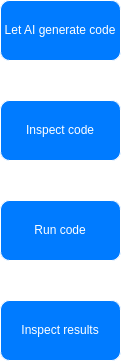 Let AI generate code
Inspect code
Run code
Inspect results